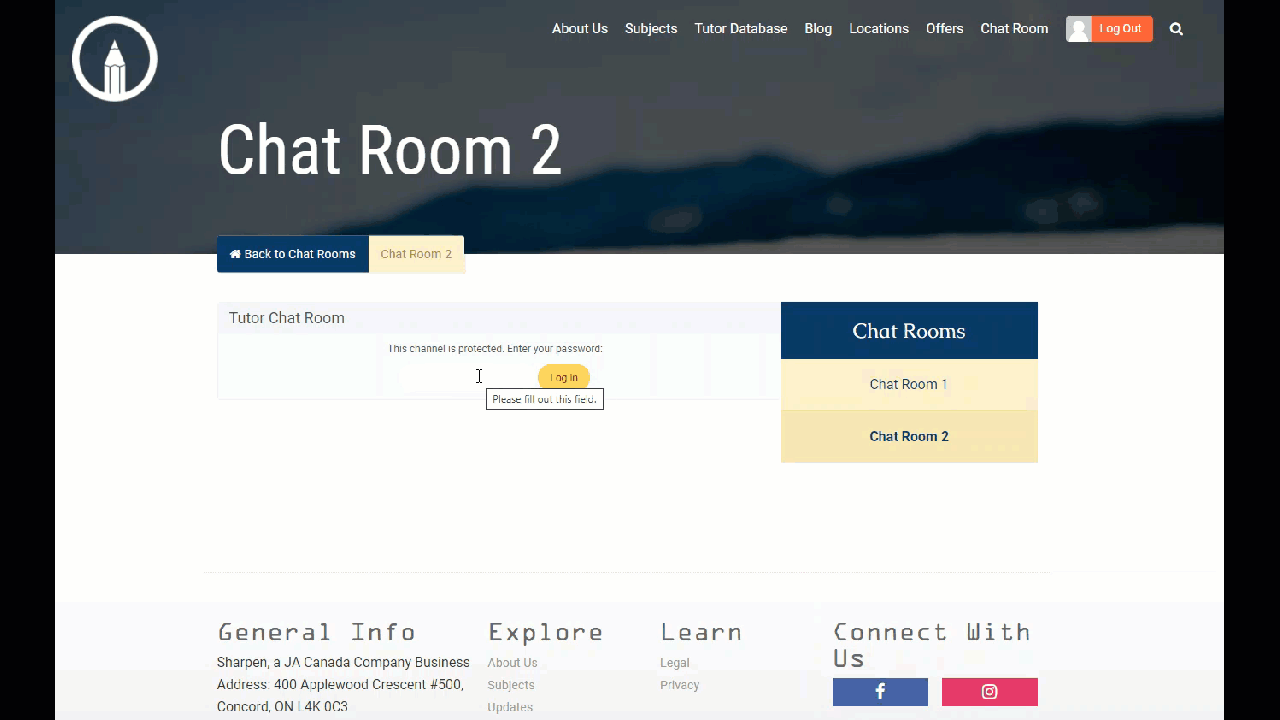 About Us Subjects Tutor Database Blog Locations Offers Chat Room Log Out
Chat Room 2
Back to Chat Rooms Chat Room 2
Tutor Chat Room
This channel is protected. Enter your password:
Log In
Please fill out this field.
Chat Rooms
Chat Room 1
Chat Room 2
General Info
Sharpen, a JA Canada Company Business
Address: 400 Applewood Crescent #500,
Concord, ON L4K 0C3
Explore
About Us
Subjects
Updates
Learn
Legal
Privacy
Connect With
Us